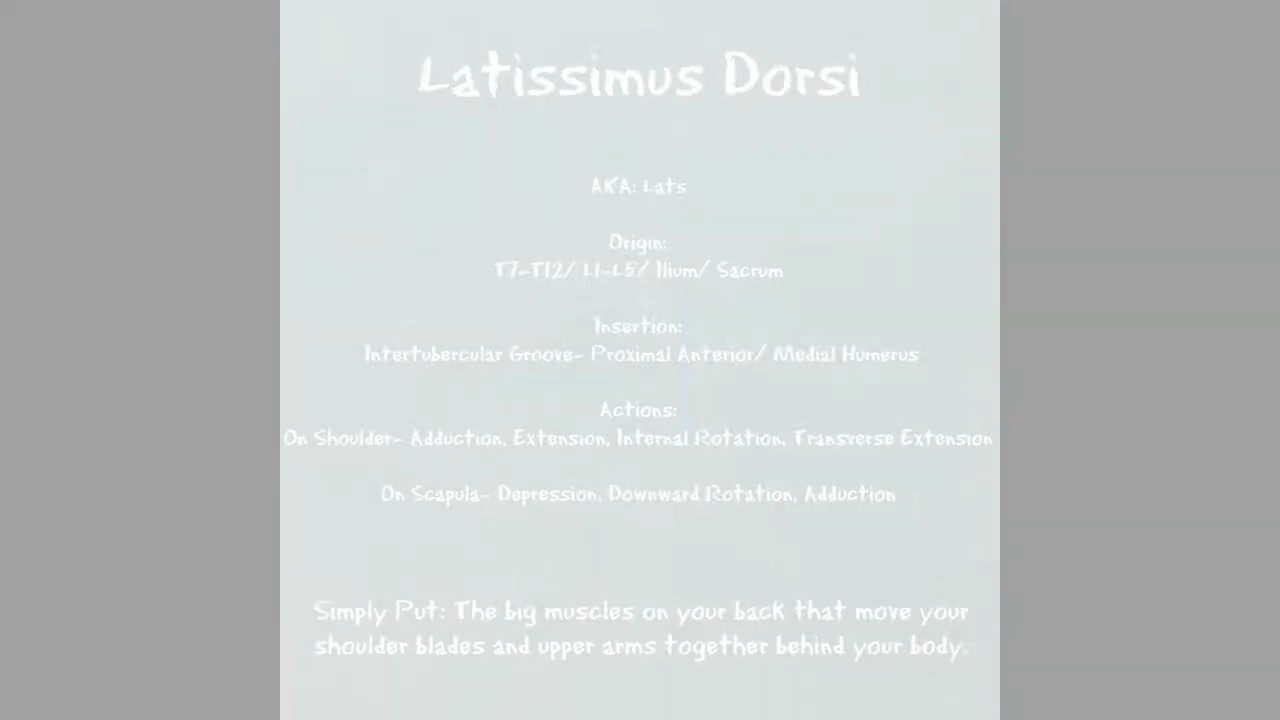 Latissimus Dorsi
AKA: Lats
Origin:
T7-T12/ L1-L5/ Ilium/ Sacrum
Insertion:
Intertubercular Groove- Proximal Anterior/ Medial Humerus
Actions:
On Shoulder- Adduction, Extension, Internal Rotation, Transverse Extension
On Scapula- Depression, Downward Rotation, Adduction
Simply Put: The big muscles on your back that move your
shoulder blades and upper arms together behind your body.